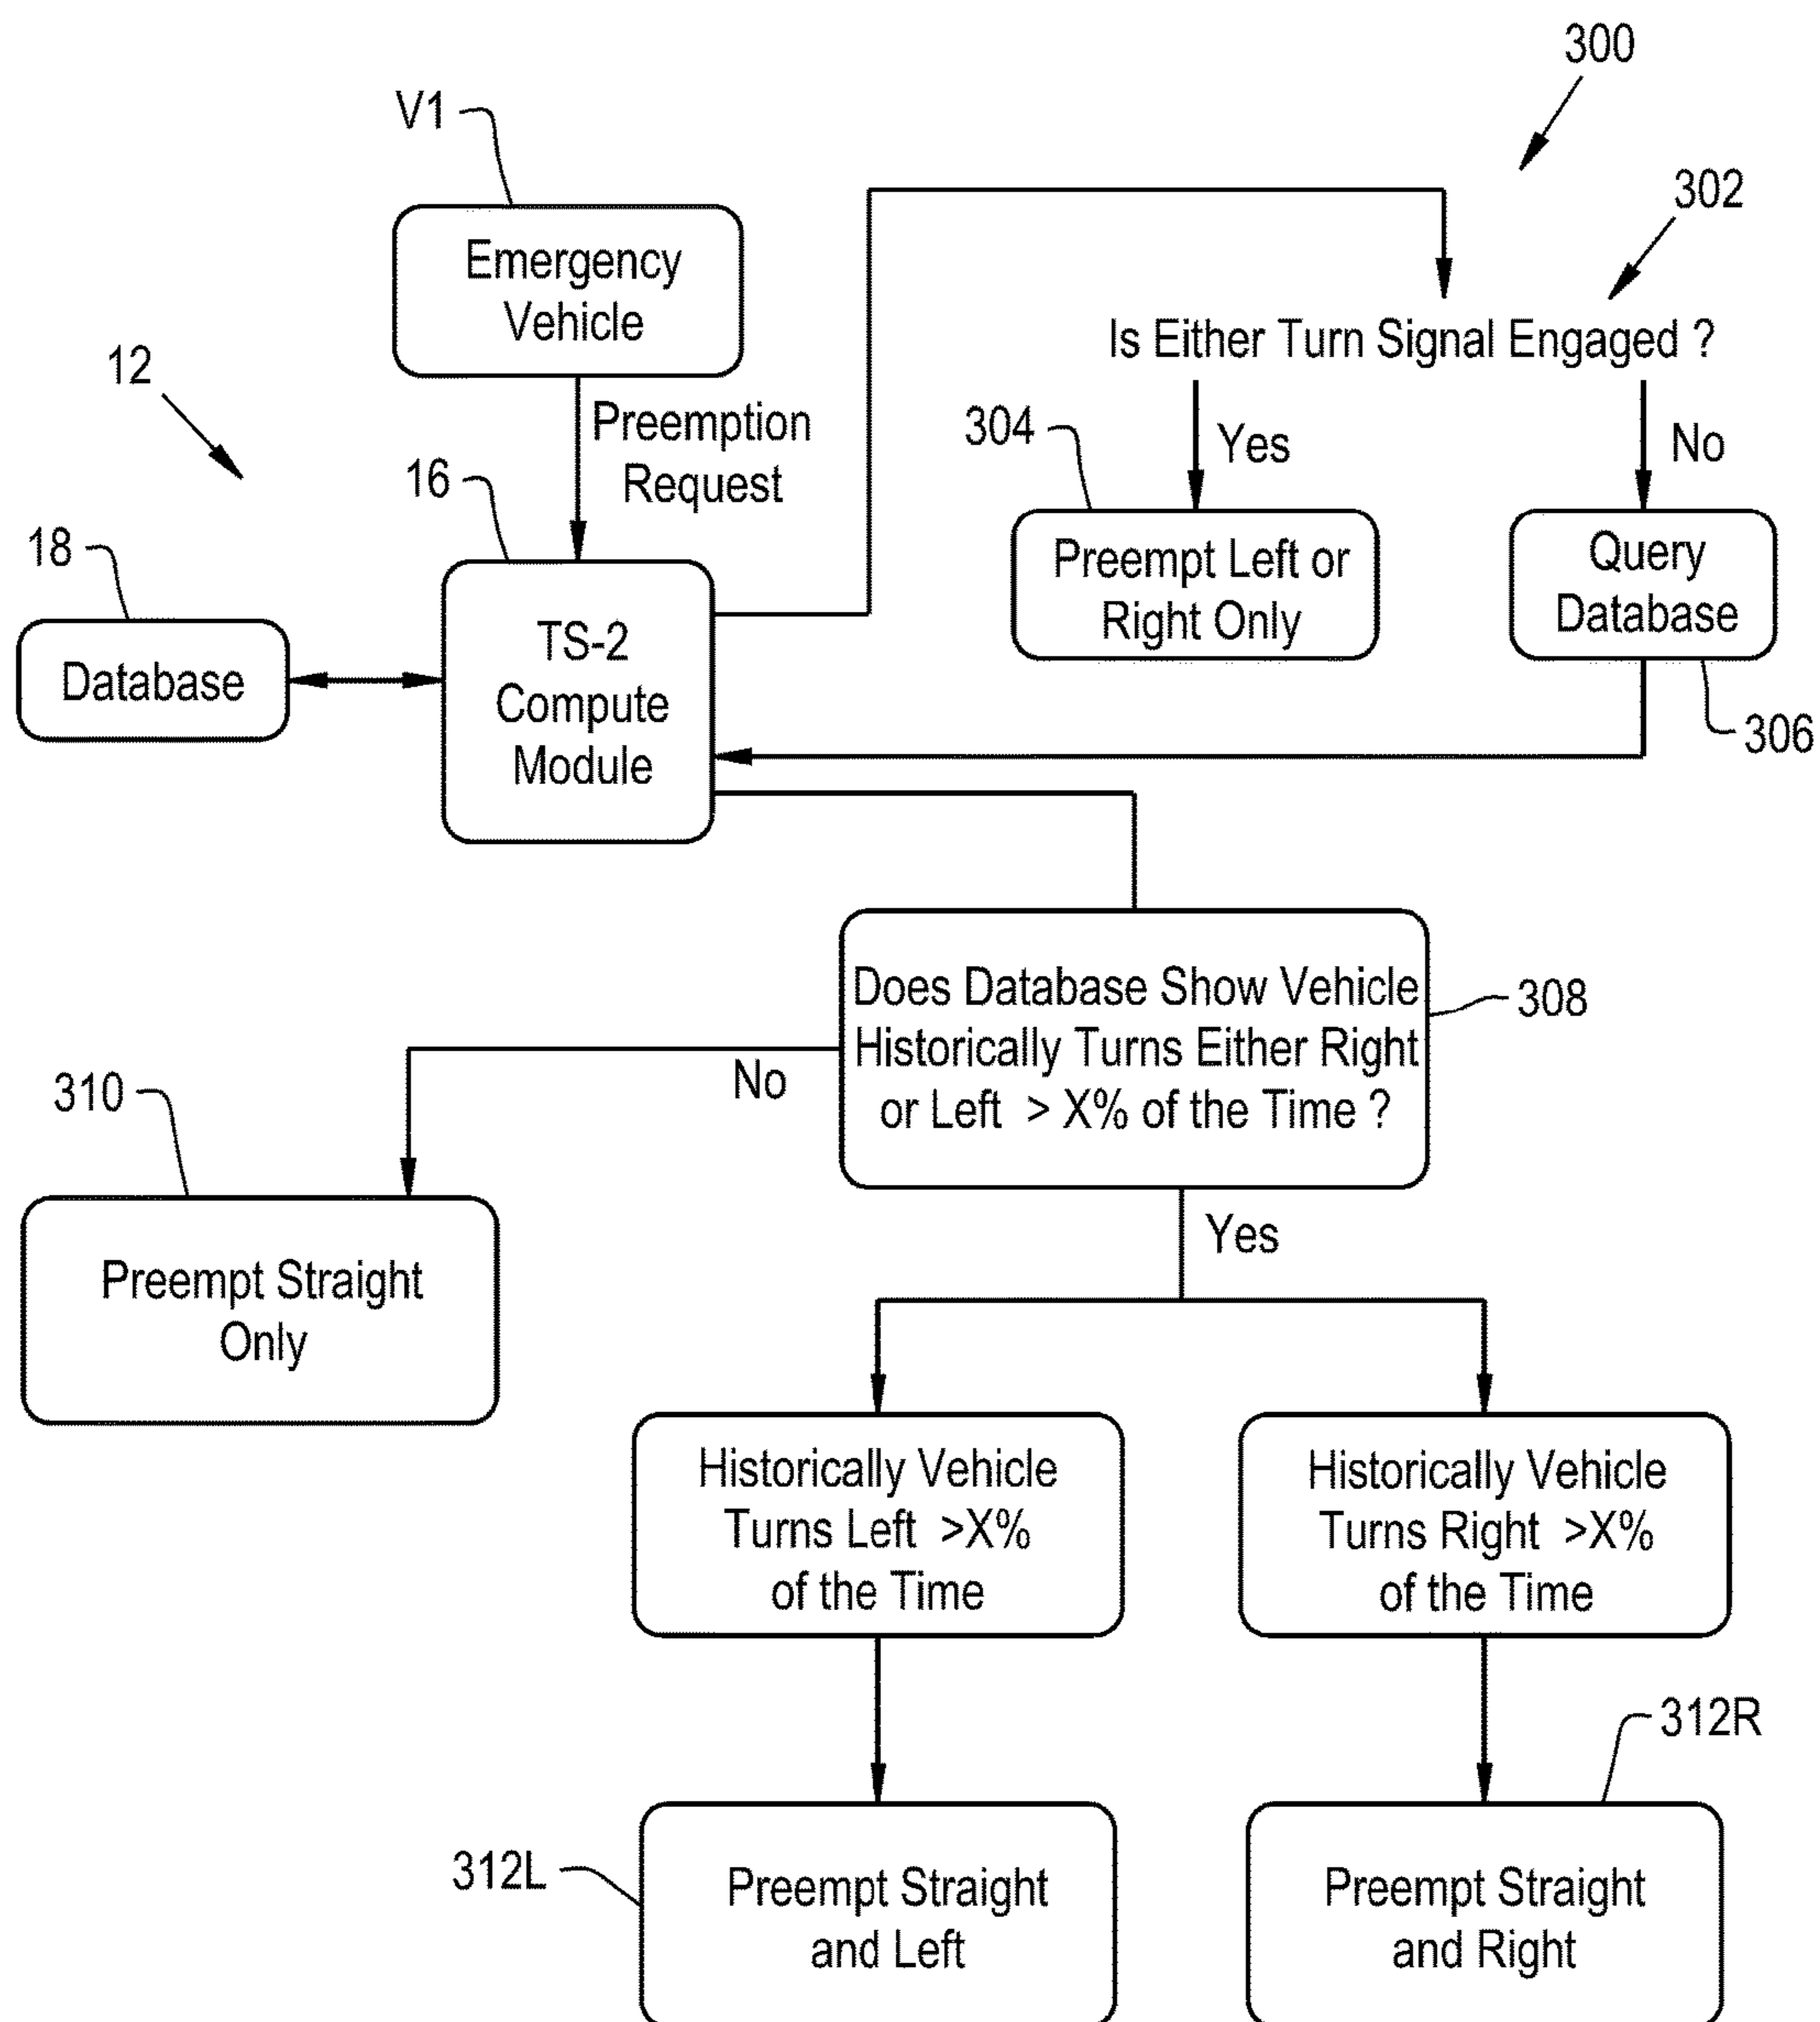 300
V1
302
Emergency
Vehicle
Is Either Turn Signal Engaged ?
12
Preemption
Request
304
Yes
No
16
18
Preempt Left or
Right Only
Query
Database
TS-2
Compute
Module
Database
306
Does Database Show Vehicle
Historically Turns Either Right
or Left > X% of the Time ?
308
No
310
Yes
Preempt Straight
Only
Historically Vehicle
Turns Left >X%
of the Time
Historically Vehicle
Turns Right >X%
of the Time
312R
312L
Preempt Straight
and Left
Preempt Straight
and Right